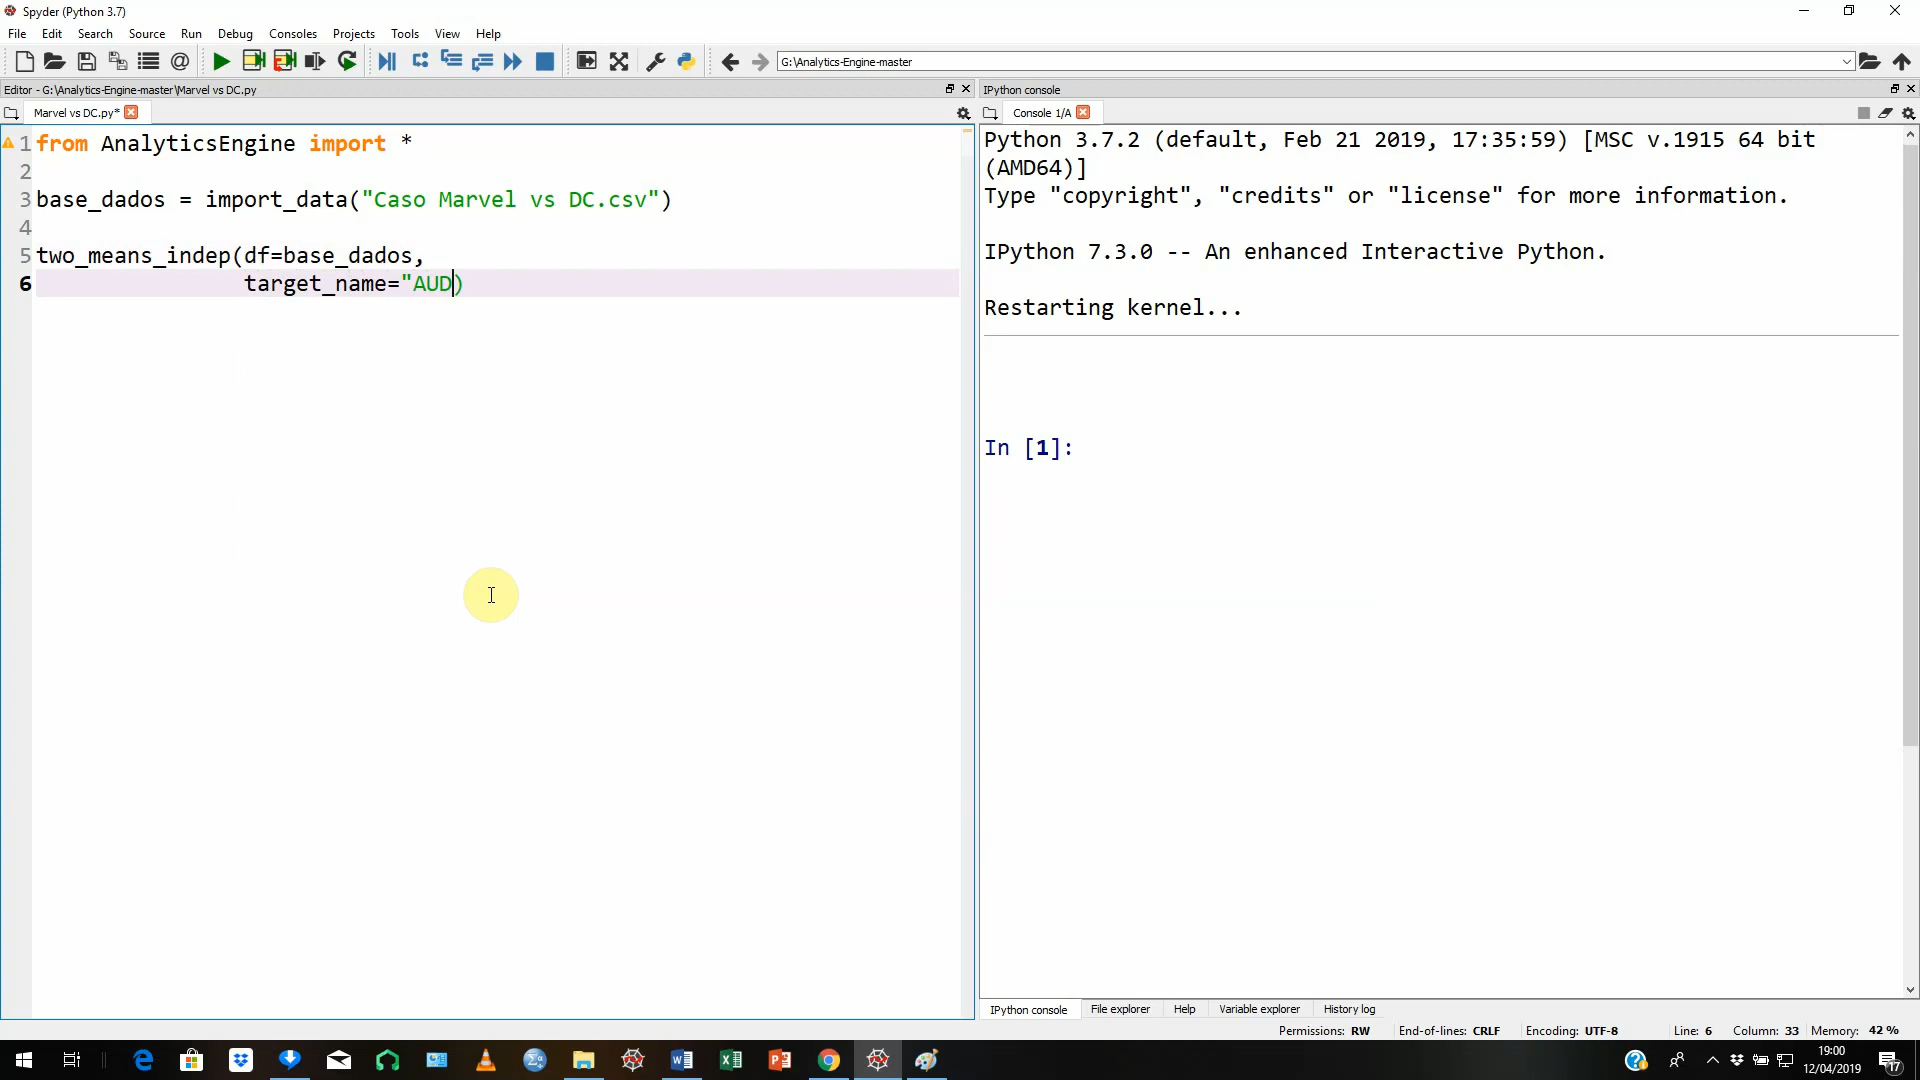 Spyder (Python 3.7)
File Edit Search Source Run Debug Consoles Projects Tools View Help
G:\Analytics-Engine-master
Editor - G:\Analytics-Engine-master\Marvel vs DC.py
IPython console
Marvel vs DC.py*
Console 1/A
1 from AnalyticsEngine import *
2
3 base_dados = import_data("Caso Marvel vs DC.csv")
4
5 two_means_indep(df=base_dados,
6 target_name="AUD)
Python 3.7.2 (default, Feb 21 2019, 17:35:59) [MSC v.1915 64 bit
(AMD64)]
Type "copyright", "credits" or "license" for more information.
IPython 7.3.0 -- An enhanced Interactive Python.
Restarting kernel...
In [1]:
IPython console File explorer Help Variable explorer History log
Permissions: RW End-of-lines: CRLF Encoding: UTF-8 Line: 6 Column: 33 Memory: 42 %
19:00
12/04/2019
17